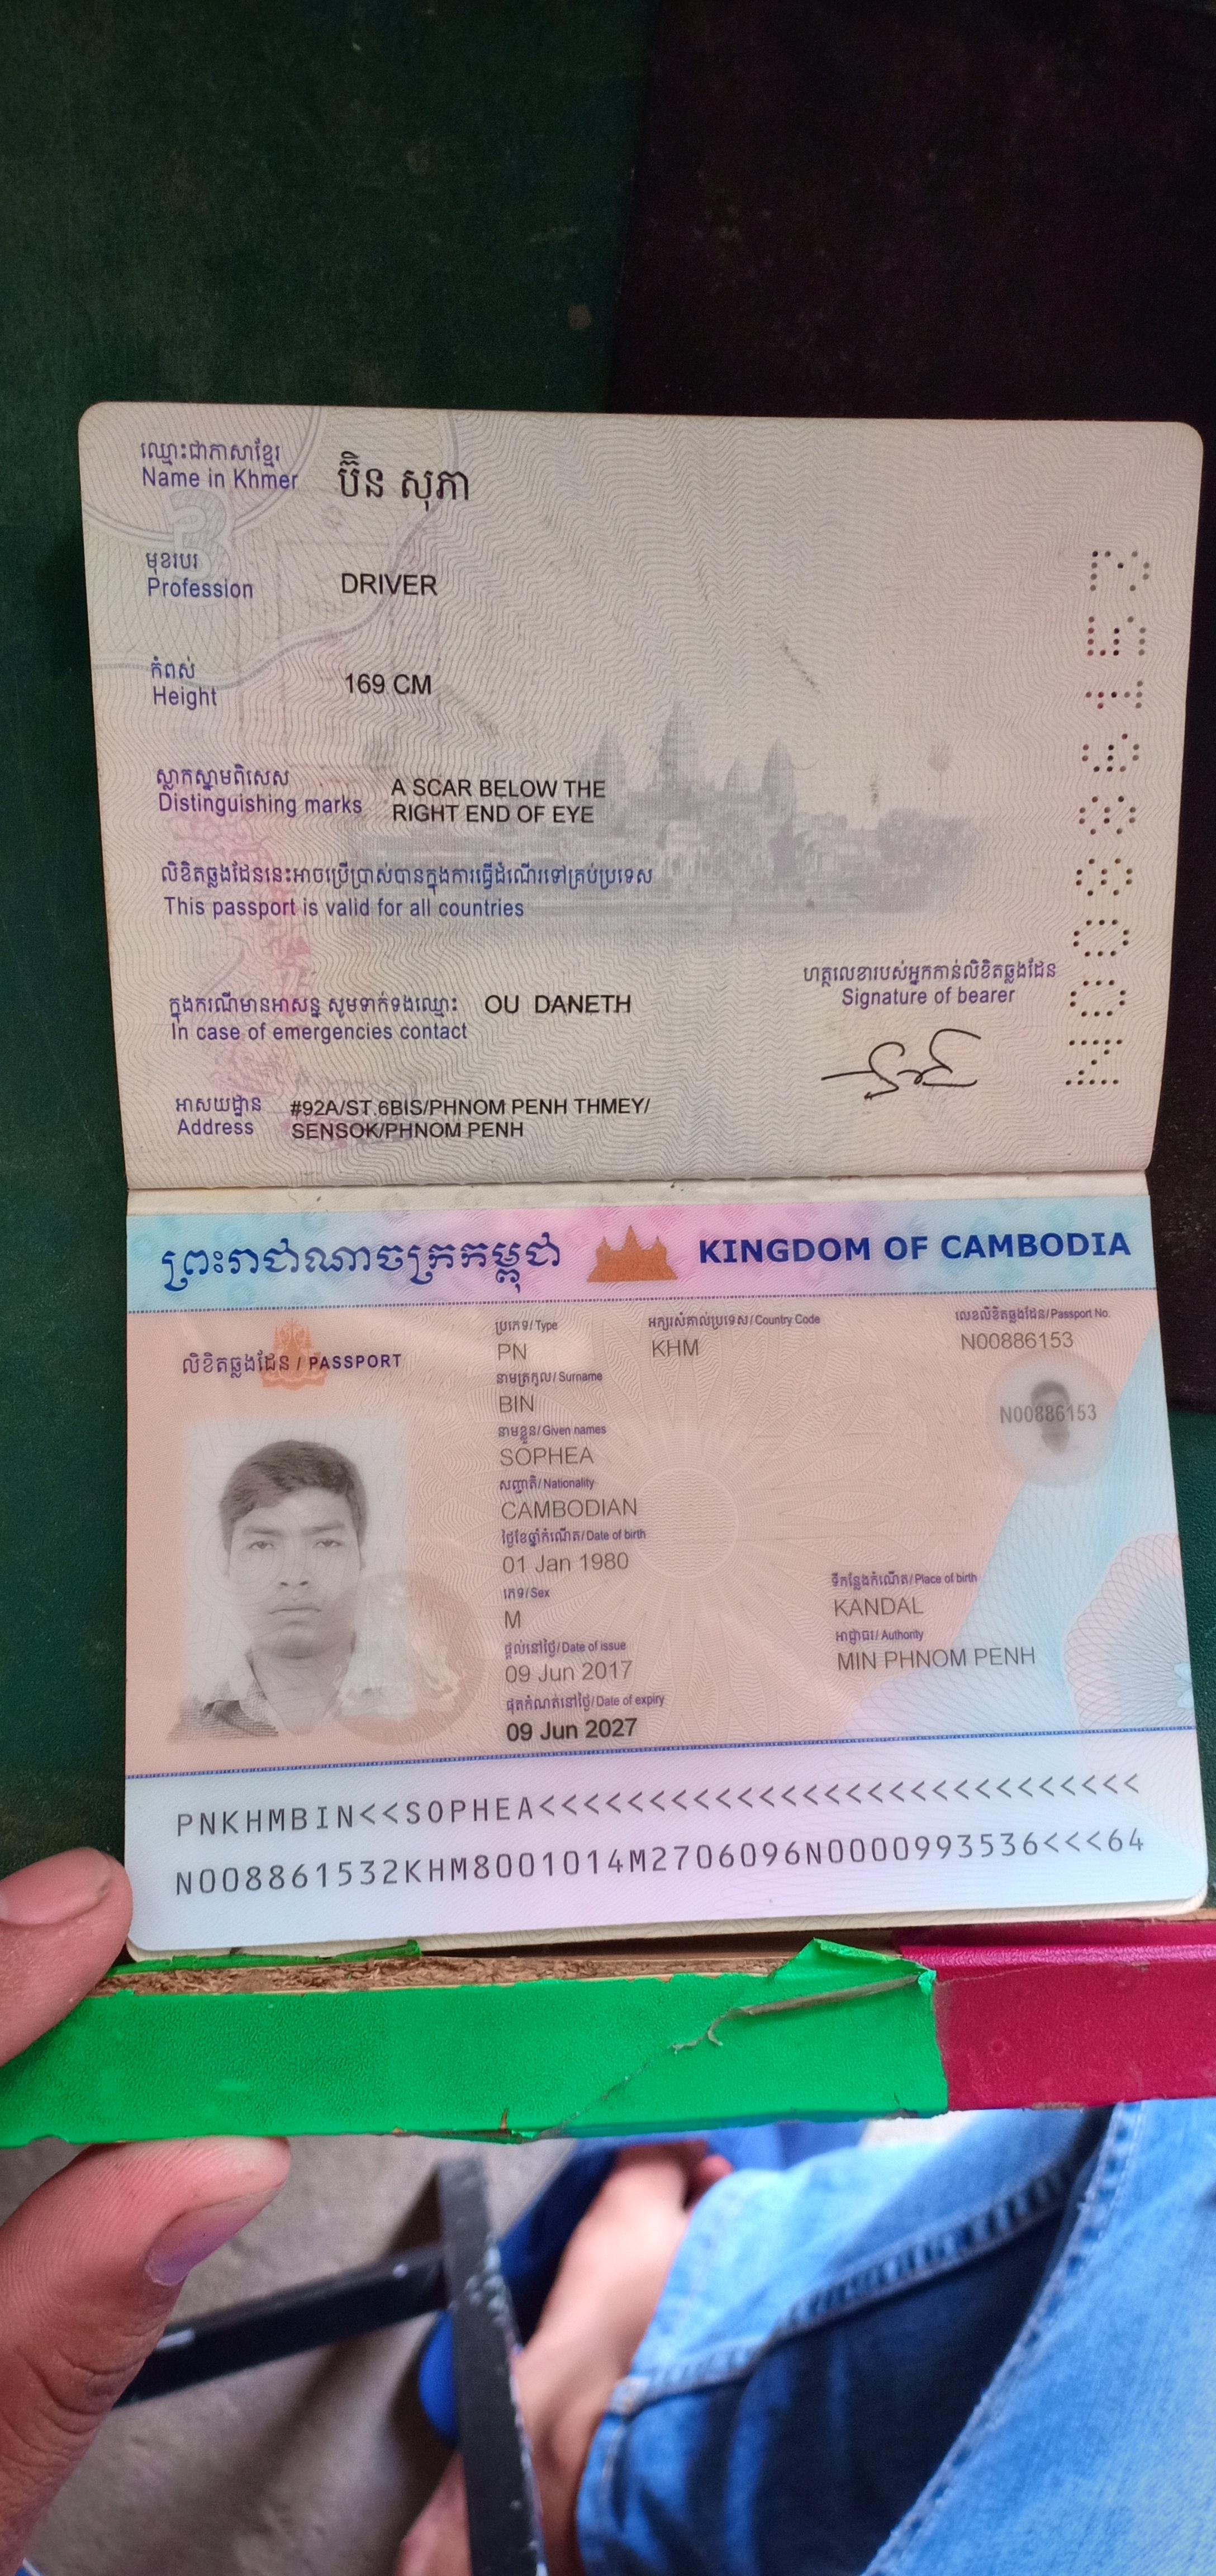 ឈ្មោះជាភាសាខ្មែរ
Name in Khmer
ប៊ិន សុភា
មុខរបរ
Profession
DRIVER
កំពស់
Height
169 CM
ស្លាកស្នាមពិសេស
Distinguishing marks
A SCAR BELOW THE
RIGHT END OF EYE
លិខិតឆ្លងដែននេះអាចប្រើប្រាស់បានក្នុងការធ្វើដំណើរទៅគ្រប់ប្រទេស
This passport is valid for all countries
ហត្ថលេខារបស់អ្នកកាន់លិខិតឆ្លងដែន
Signature of bearer
ក្នុងករណីមានអាសន្ន សូមទាក់ទងឈ្មោះ
In case of emergencies contact
OU DANETH
អាសយដ្ឋាន
Address
#92A/ST.6BIS/PHNOM PENH THMEY/
SENSOK/PHNOM PENH
N00886153
ព្រះរាជាណាចក្រកម្ពុជា KINGDOM OF CAMBODIA
លិខិតឆ្លងដែន / PASSPORT
ប្រភេទ/ Type
PN
អក្សរសំគាល់ប្រទេស/ Country Code
KHM
លេខលិខិតឆ្លងដែន/ Passport No.
N00886153
N00886153
នាមត្រកូល/ Surname
BIN
នាមខ្លួន/ Given names
SOPHEA
សញ្ជាតិ/ Nationality
CAMBODIAN
ថ្ងៃខែឆ្នាំកំណើត/ Date of birth
01 Jan 1980
ភេទ/ Sex
M
ទីកន្លែងកំណើត/ Place of birth
KANDAL
ផ្តល់នៅថ្ងៃ/ Date of issue
09 Jun 2017
អាជ្ញាធរ/ Authority
MIN PHNOM PENH
ផុតកំណត់នៅថ្ងៃ/ Date of expiry
09 Jun 2027
PNKHMBIN<<SOPHEA<<<<<<<<<<<<<<<<<<<<<<<<<<<<
N008861532KHM8001014M2706096N0000993536<<<64